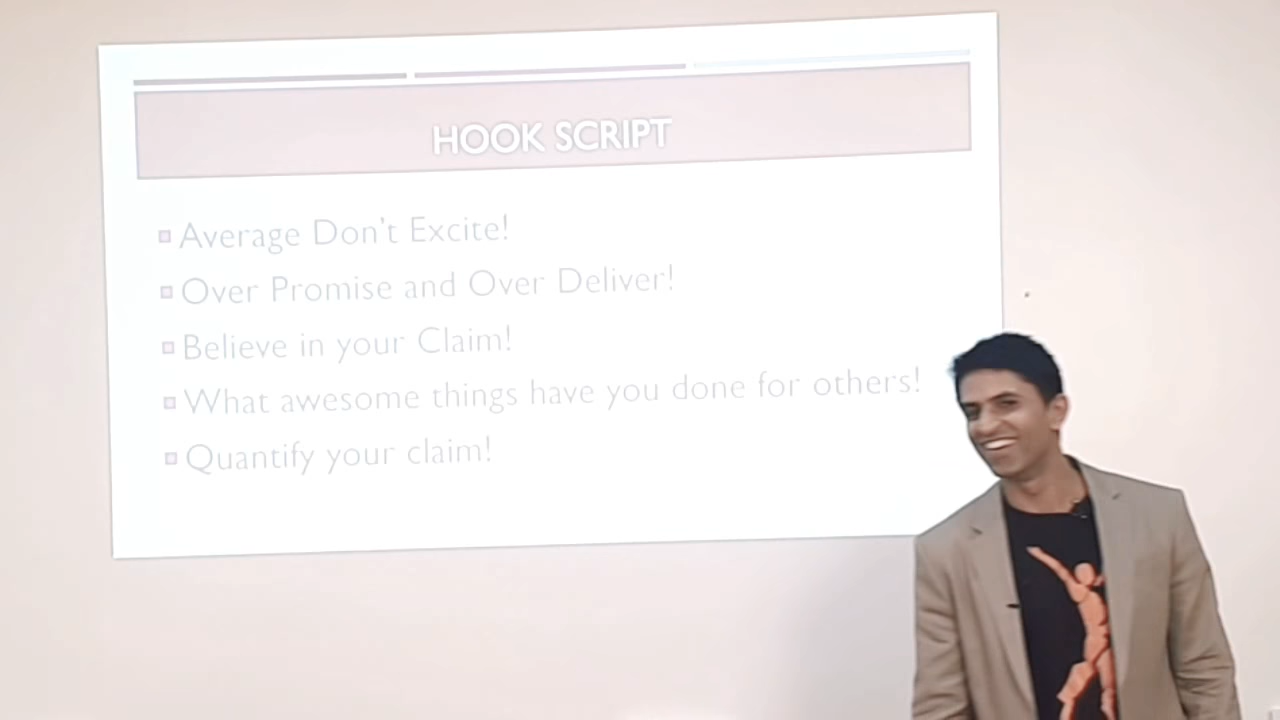 HOOK SCRIPT
Average Don't Excite!
Over Promise and Over Deliver!
Believe in your Claim!
What awesome things have you done for others!
Quantify your claim!